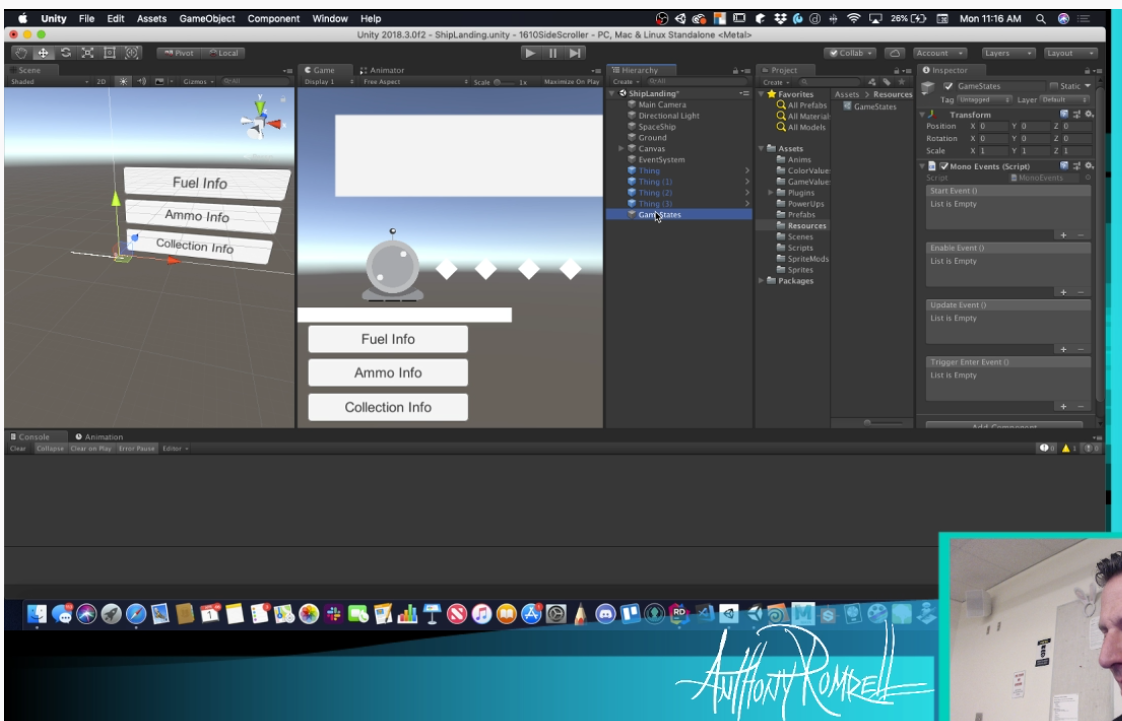 Unity File Edit Assets GameObject Component Window Help
26% Mon 11:16 AM
Unity 2018.3.0f2 - ShipLanding.unity - 1610SideScroller - PC, Mac & Linux Standalone <Metal>
Pivot Local Collab Account Layers Layout
Scene
Shaded 2D Gizmos All
Fuel Info
Ammo Info
Collection Info
Game Animator
Display 1 Free Aspect Scale 1x Maximize On Play
Fuel Info
Ammo Info
Collection Info
Hierarchy
Create All
ShipLanding*
Main Camera
Directional Light
SpaceShip
Ground
Canvas
EventSystem
Thing
Thing (1)
Thing (2)
Thing (3)
GameStates
Project
Create
Favorites
All Prefabs
All Material
All Models
Assets
Anims
ColorValue
GameValue
Plugins
PowerUps
Prefabs
Resources
Scenes
Scripts
SpriteMods
Sprites
Packages
Assets > Resources
GameStates
Inspector
GameStates Static
Tag Untagged Layer Default
Transform
Position X 0 Y 0 Z 0
Rotation X 0 Y 0 Z 0
Scale X 1 Y 1 Z 1
Mono Events (Script)
Script MonoEvents
Start Event ()
List is Empty
Enable Event ()
List is Empty
Update Event ()
List is Empty
Trigger Enter Event ()
List is Empty
Add Component
Console Animation
Clear Collapse Clear on Play Error Pause Editor
0 1 0
Anthony Romrell